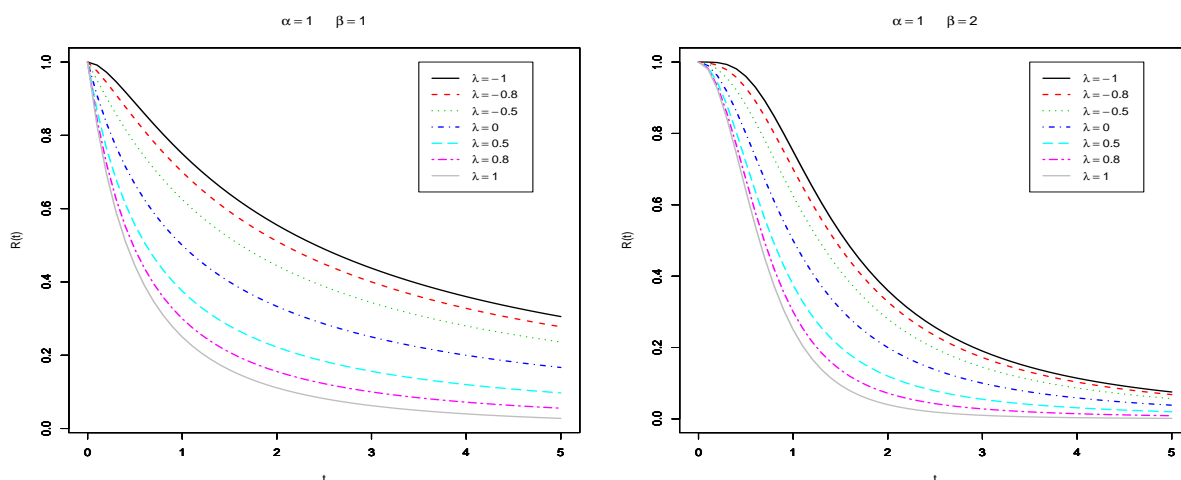 α = 1 β = 1
R(t)
1.0
0.8
0.6
0.4
0.2
0.0
λ = −1
λ = −0.8
λ = −0.5
λ = 0
λ = 0.5
λ = 0.8
λ = 1
0 1 2 3 4 5
α = 1 β = 2
R(t)
1.0
0.8
0.6
0.4
0.2
0.0
λ = −1
λ = −0.8
λ = −0.5
λ = 0
λ = 0.5
λ = 0.8
λ = 1
0 1 2 3 4 5